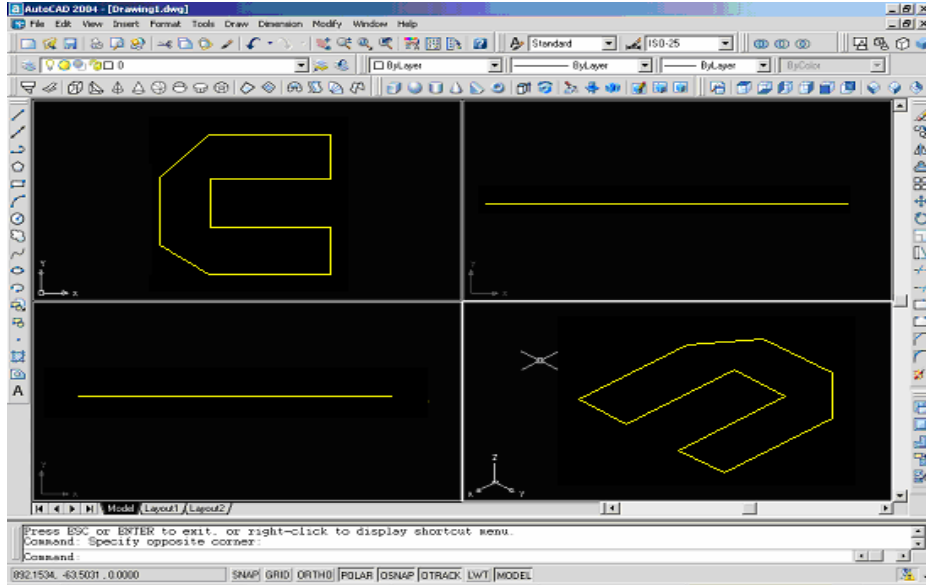 AutoCAD 2004 - [Drawing1.dwg]
File Edit View Insert Format Tools Draw Dimension Modify Window Help
Standard ISO-25
0 ByLayer ByLayer ByLayer ByColor
Y
X
Y
X
Y
X
Z
X Y
A
Model Layout1 Layout2
Press ESC or ENTER to exit, or right-click to display shortcut menu.
Command: Specify opposite corner:
Command:
892.1534, -63.5031 , 0.0000 SNAP GRID ORTHO POLAR OSNAP OTRACK LWT MODEL